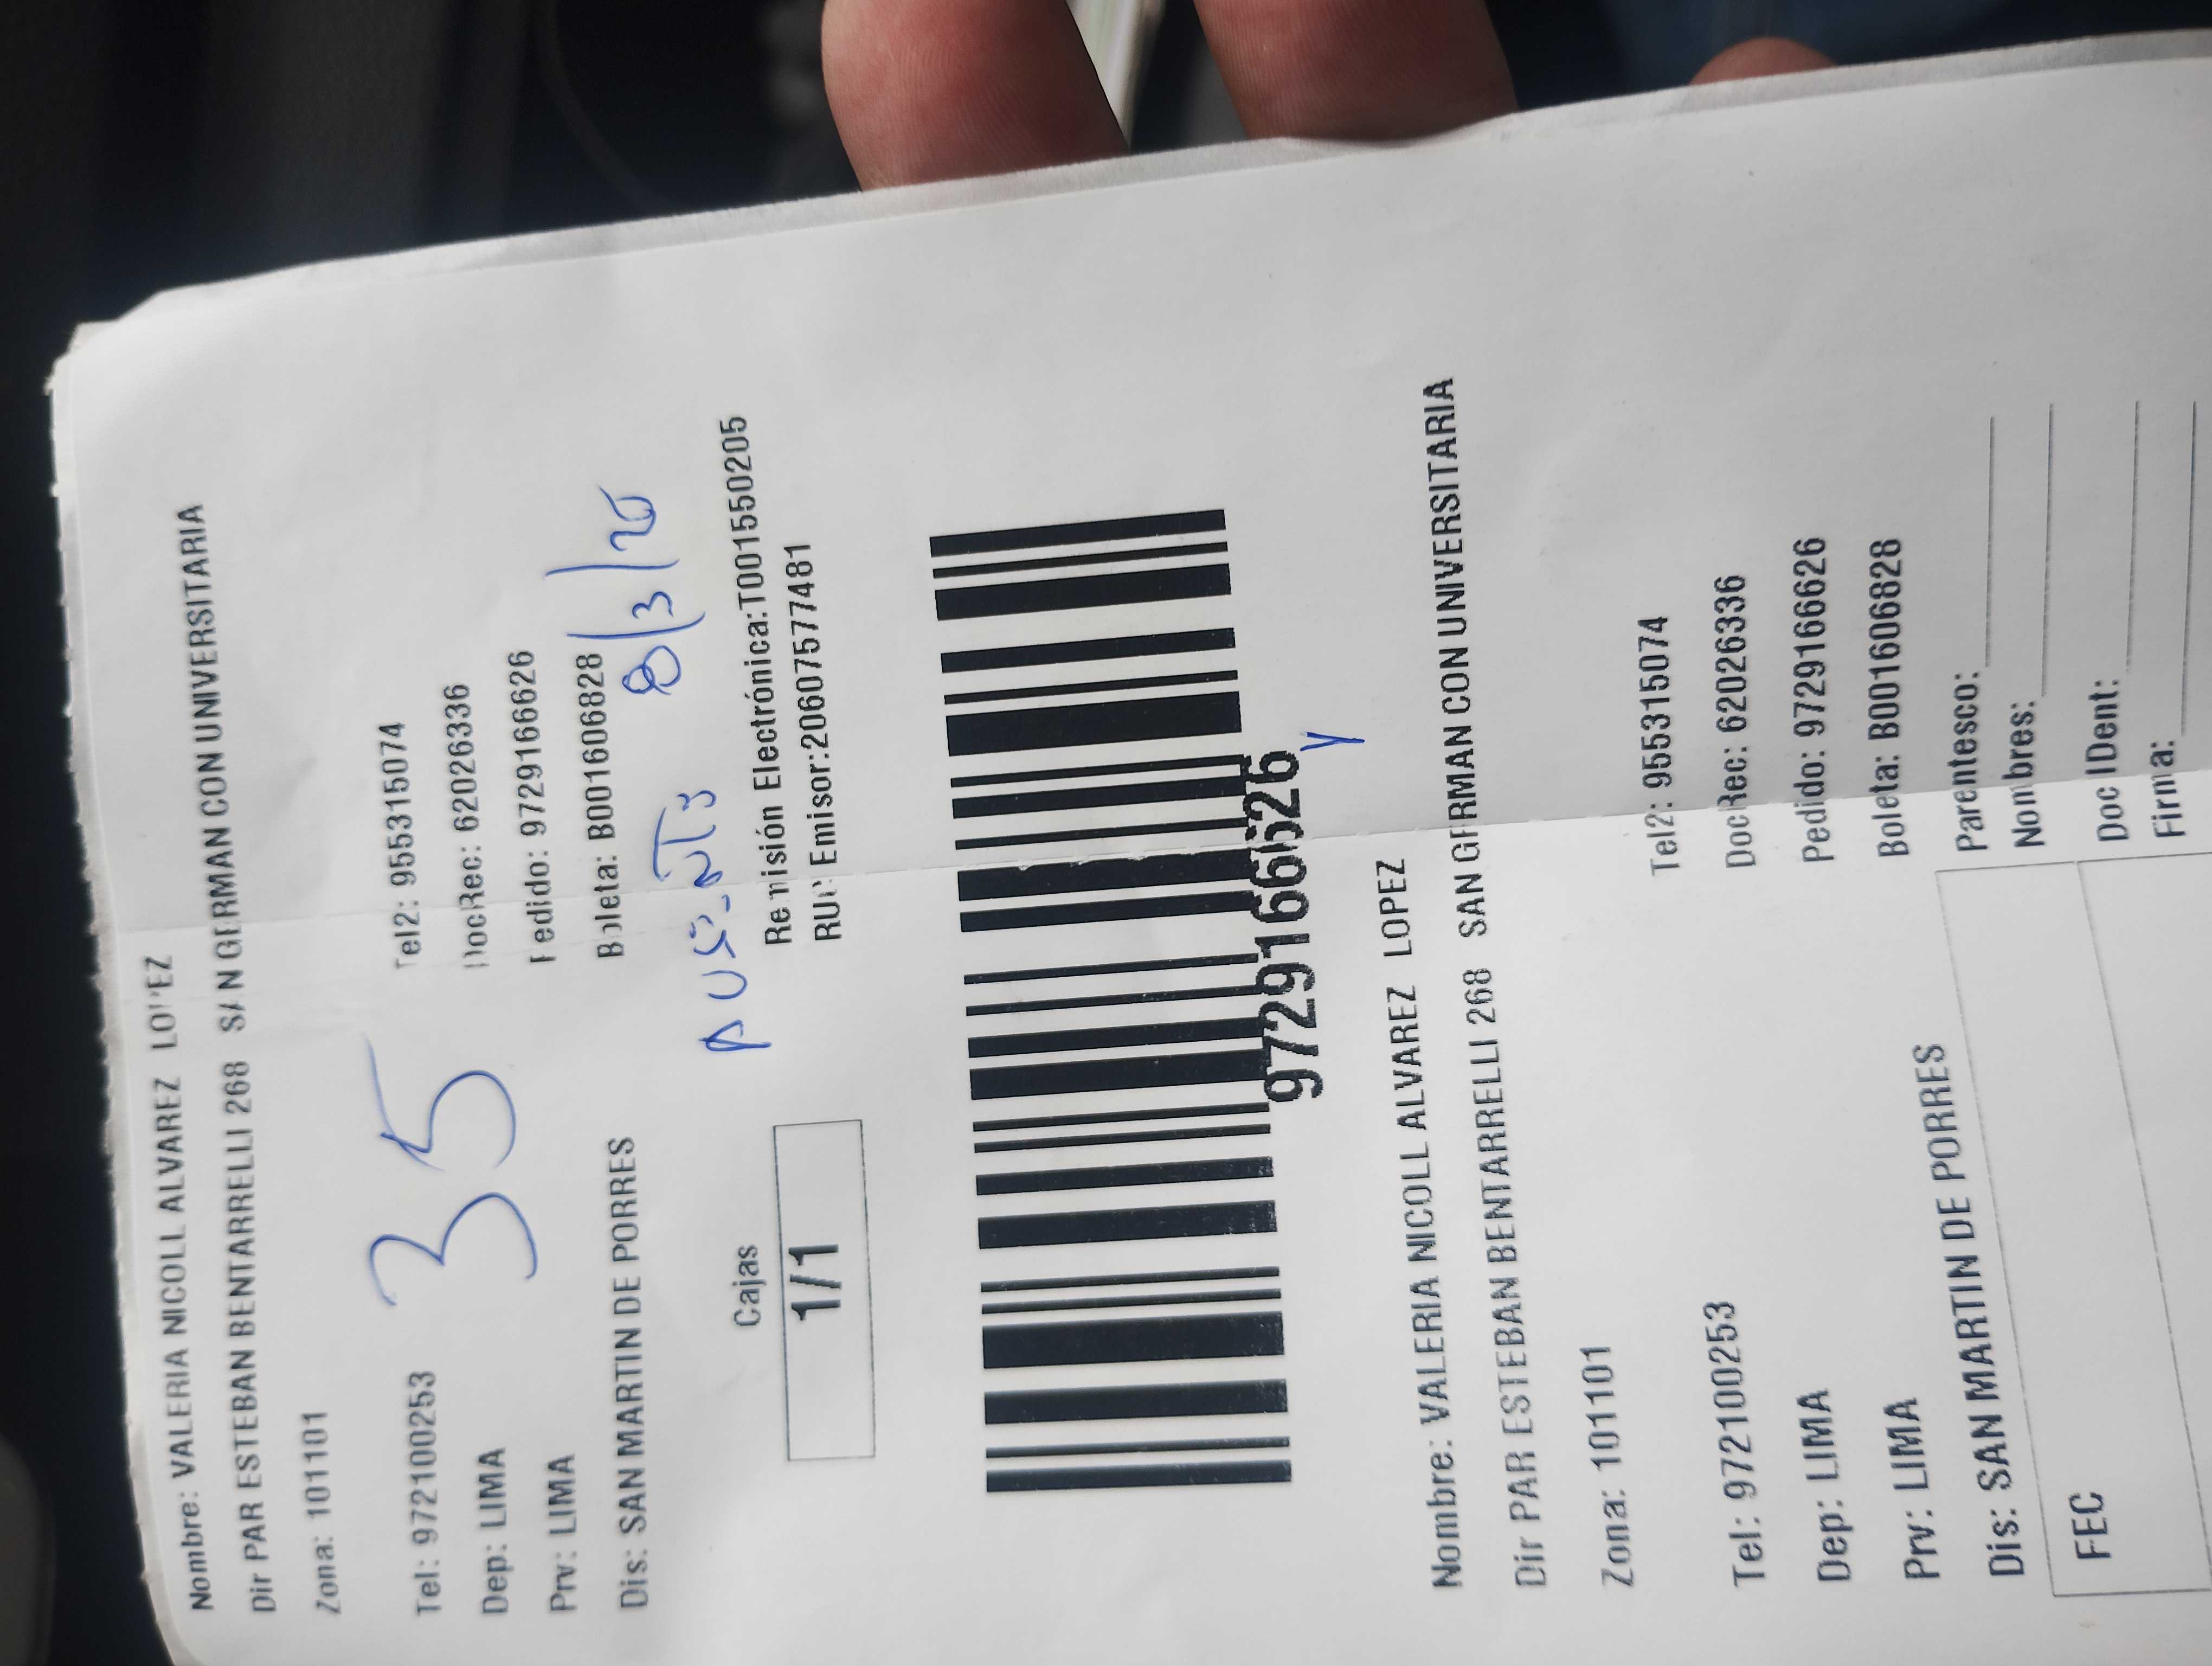 Nombre: VALERIA NICOLL ALVAREZ LOPEZ
Dir PAR ESTEBAN BENTARRELLI 268 SAN GERMAN CON UNIVERSITARIA
Zona: 101101
35
Tel: 972100253 Tel2: 955315074
Dep: LIMA DocRec: 62026336
Prv: LIMA Pedido: 9729166626
Dis: SAN MARTIN DE PORRES Boleta: B001606828
8/3/25
AUSENTE
Cajas Remisión Electrónica:T001550205
1/1 RUC Emisor:20607577481
9729166626
Nombre: VALERIA NICOLL ALVAREZ LOPEZ
Dir PAR ESTEBAN BENTARRELLI 268 SAN GERMAN CON UNIVERSITARIA
Zona: 101101
Tel: 972100253 Tel2: 955315074
Dep: LIMA DocRec: 62026336
Prv: LIMA Pedido: 9729166626
Dis: SAN MARTIN DE PORRES Boleta: B001606828
FEC Parentesco:
Nombres:
Doc IDent:
Firma: